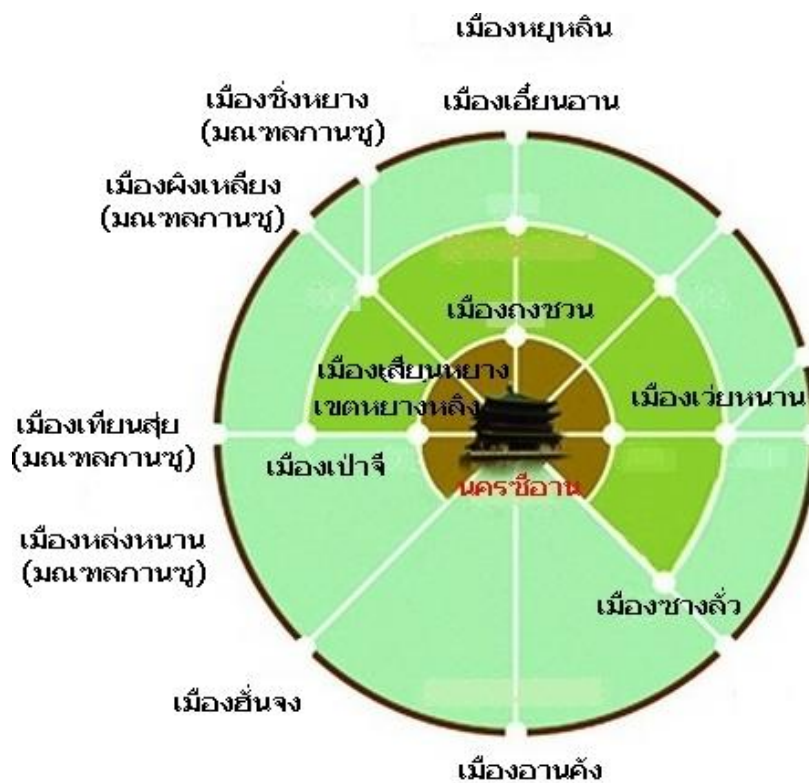 เมืองหยูหลิน
เมืองชิ่งหยาง
(มณฑลกานซู)
เมืองเอี๋ยนอาน
เมืองผิงเหลียง
(มณฑลกานซู)
เมืองถงชวน
เมืองเสียนหยาง
เขตหยางหลิง
เมืองเว่ยหนาน
เมืองเทียนสุ่ย
(มณฑลกานซู)
เมืองเป่าจี
นครซีอาน
เมืองหล่งหนาน
(มณฑลกานซู)
เมืองซางลั่ว
เมืองฮั่นจง
เมืองอานคัง